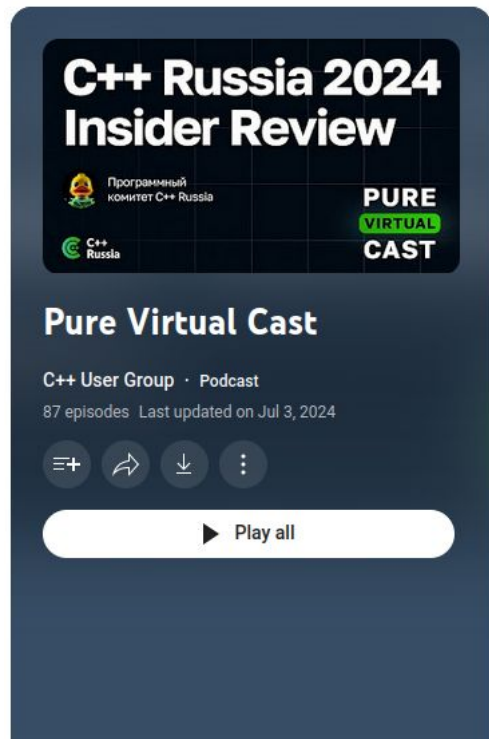 C++ Russia 2024
Insider Review
Программный
комитет C++ Russia
PURE
VIRTUAL
CAST
C++
Russia
Pure Virtual Cast
C++ User Group · Podcast
87 episodes Last updated on Jul 3, 2024
Play all